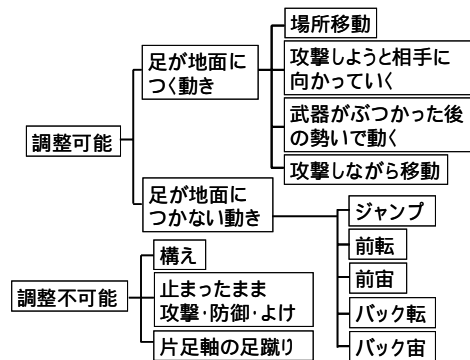 調整可能
足が地面に
つく動き
場所移動
攻撃しようと相手に
向かっていく
武器がぶつかった後
の勢いで動く
攻撃しながら移動
足が地面に
つかない動き
ジャンプ
前転
前宙
バック転
バック宙
調整不可能
構え
止まったまま
攻撃・防御・よけ
片足軸の足蹴り